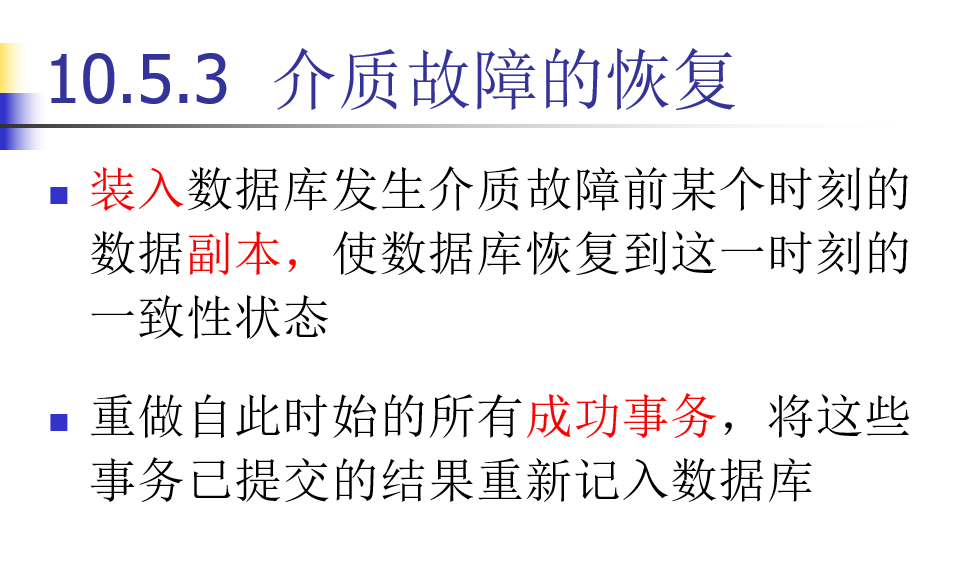 10.5.3 介质故障的恢复
装入数据库发生介质故障前某个时刻的
数据副本，使数据库恢复到这一时刻的
一致性状态
重做自此时始的所有成功事务，将这些
事务已提交的结果重新记入数据库